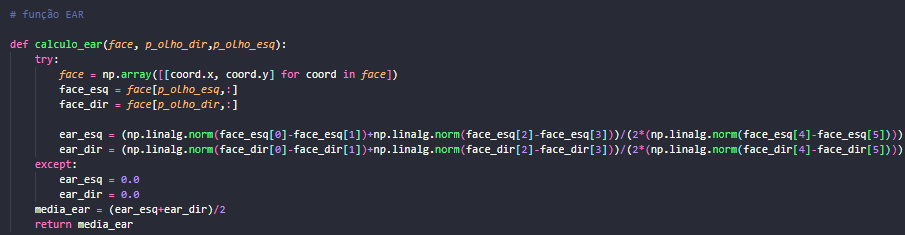 # função EAR
def calculo_ear(face, p_olho_dir,p_olho_esq):
    try:
        face = np.array([[coord.x, coord.y] for coord in face])
        face_esq = face[p_olho_esq,:]
        face_dir = face[p_olho_dir,:]
        ear_esq = (np.linalg.norm(face_esq[0]-face_esq[1])+np.linalg.norm(face_esq[2]-face_esq[3]))/(2*(np.linalg.norm(face_esq[4]-face_esq[5])))
        ear_dir = (np.linalg.norm(face_dir[0]-face_dir[1])+np.linalg.norm(face_dir[2]-face_dir[3]))/(2*(np.linalg.norm(face_dir[4]-face_dir[5])))
    except:
        ear_esq = 0.0
        ear_dir = 0.0
    media_ear = (ear_esq+ear_dir)/2
    return media_ear